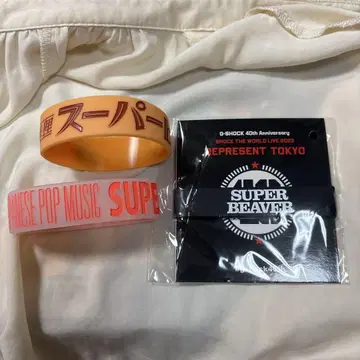 スーパー
NESE POP MUSIC SUPE
G-SHOCK 40th Anniversary
SHOCK THE WORLD LIVE 2023
REPRESENT TOKYO
SUPER
BEAVER